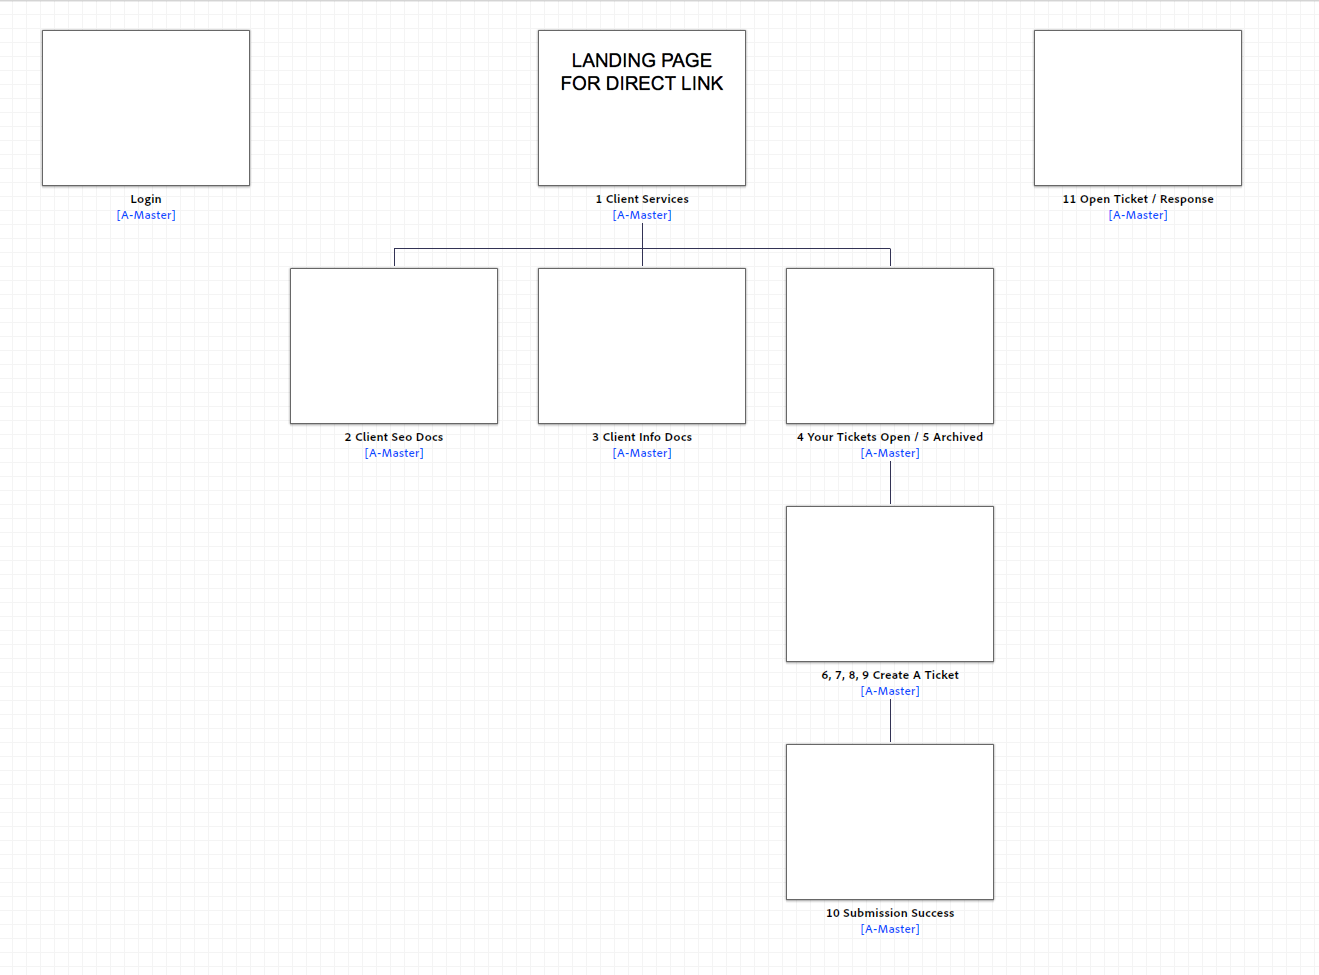 LANDING PAGE
FOR DIRECT LINK
Login
[A-Master]
1 Client Services
[A-Master]
11 Open Ticket / Response
[A-Master]
2 Client Seo Docs
[A-Master]
3 Client Info Docs
[A-Master]
4 Your Tickets Open / 5 Archived
[A-Master]
6, 7, 8, 9 Create A Ticket
[A-Master]
10 Submission Success
[A-Master]